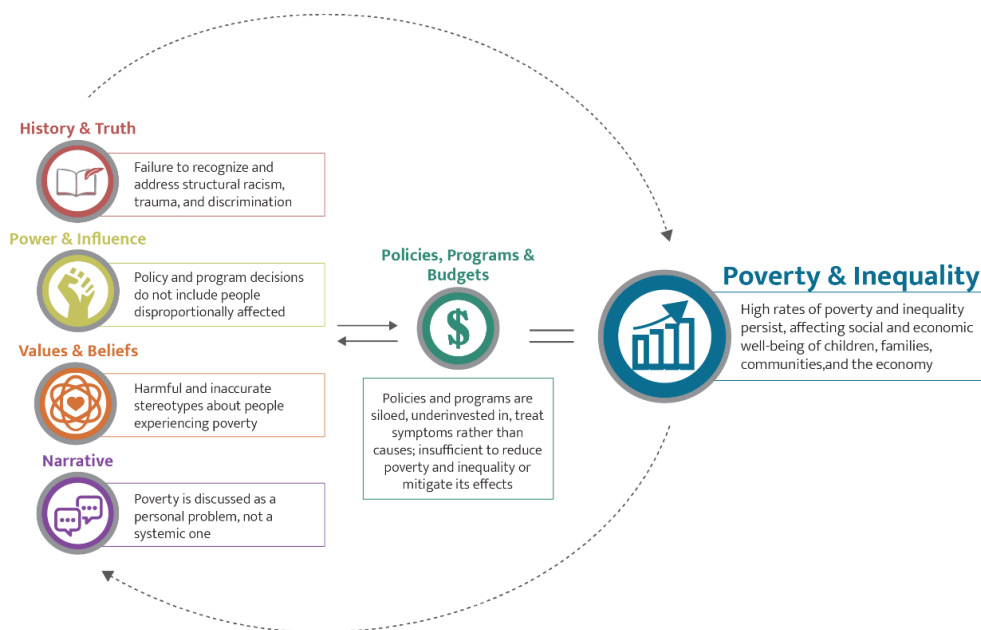 History & Truth
Failure to recognize and
address structural racism,
trauma, and discrimination
Power & Influence
Policy and program decisions
do not include people
disproportionally affected
Values & Beliefs
Harmful and inaccurate
stereotypes about people
experiencing poverty
Narrative
Poverty is discussed as a
personal problem, not a
systemic one
Policies, Programs &
Budgets
$
Policies and programs are
siloed, underinvested in, treat
symptoms rather than
causes; insufficient to reduce
poverty and inequality or
mitigate its effects
Poverty & Inequality
High rates of poverty and inequality
persist, affecting social and economic
well-being of children, families,
communities,and the economy